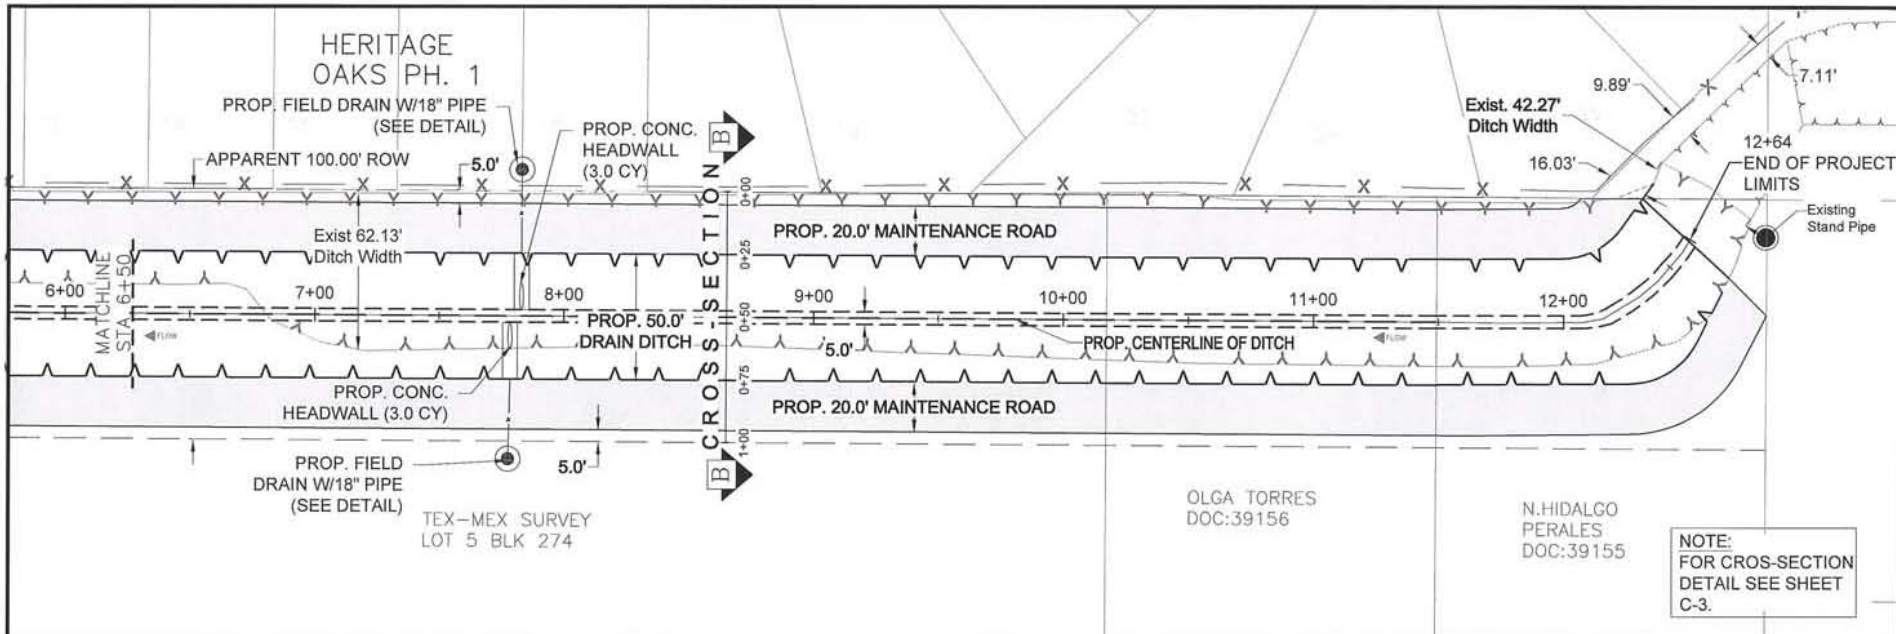 HERITAGE
OAKS PH. 1
PROP. FIELD DRAIN W/18" PIPE
(SEE DETAIL)
PROP. CONC.
HEADWALL
(3.0 CY)
APPARENT 100.00' ROW
5.0'
B
CROSS-SECTION
0+00
0+25
0+50
0+75
1+00
B
Exist. 42.27'
Ditch Width
9.89'
7.11'
16.03'
12+64
END OF PROJECT
LIMITS
Existing
Stand Pipe
PROP. 20.0' MAINTENANCE ROAD
Exist 62.13'
Ditch Width
MATCHLINE
STA 6+50
6+00
7+00
8+00
9+00
10+00
11+00
12+00
FLOW
PROP. 50.0'
DRAIN DITCH
5.0'
PROP. CENTERLINE OF DITCH
FLOW
PROP. CONC.
HEADWALL (3.0 CY)
PROP. 20.0' MAINTENANCE ROAD
PROP. FIELD
DRAIN W/18" PIPE
(SEE DETAIL)
5.0'
TEX-MEX SURVEY
LOT 5 BLK 274
OLGA TORRES
DOC:39156
N.HIDALGO
PERALES
DOC:39155
NOTE:
FOR CROS-SECTION
DETAIL SEE SHEET
C-3.